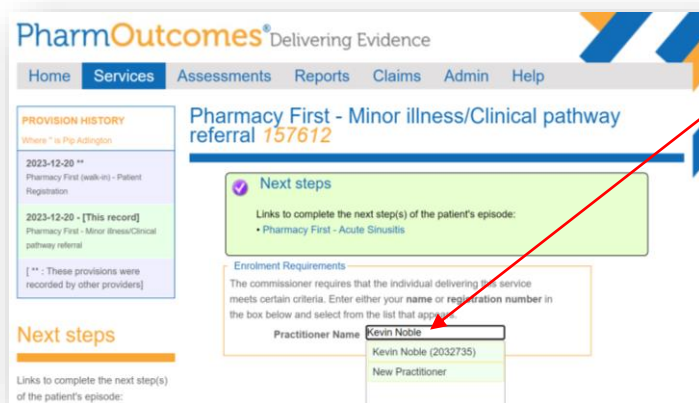 PharmOutcomes® Delivering Evidence
Home Services Assessments Reports Claims Admin Help
PROVISION HISTORY
Where * is Pip Adlington
2023-12-20 **
Pharmacy First (walk-in) - Patient
Registration
2023-12-20 - [This record]
Pharmacy First - Minor illness/Clinical
pathway referral
[ ** : These provisions were
recorded by other providers]
Next steps
Links to complete the next step(s)
of the patient's episode:
Pharmacy First - Minor illness/Clinical pathway
referral 157612
Next steps
Links to complete the next step(s) of the patient's episode:
• Pharmacy First - Acute Sinusitis
Enrolment Requirements
The commissioner requires that the individual delivering this service
meets certain criteria. Enter either your name or registration number in
the box below and select from the list that appears.
Practitioner Name Kevin Noble
Kevin Noble (2032735)
New Practitioner